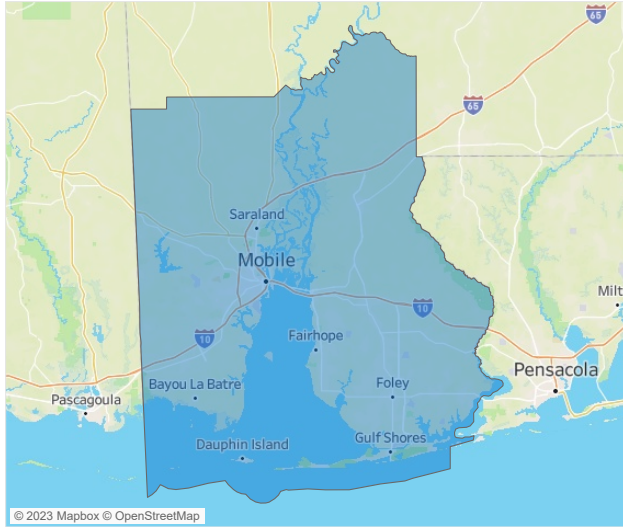 65
65
Saraland
Mobile
Milt
10
10
Fairhope
Pensacola
Bayou La Batre
Foley
Pascagoula
Gulf Shores
Dauphin Island
© 2023 Mapbox © OpenStreetMap